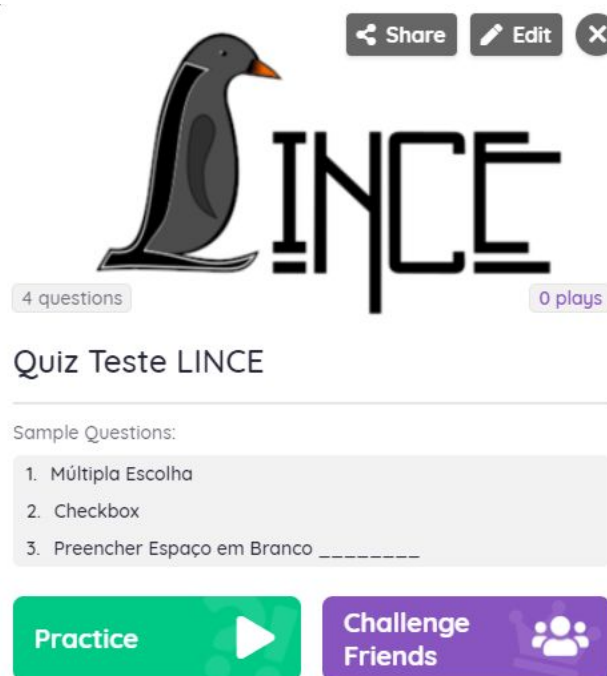 Share Edit
LINCE
4 questions 0 plays
Quiz Teste LINCE
Sample Questions:
1. Múltipla Escolha
2. Checkbox
3. Preencher Espaço em Branco ________
Practice
Challenge
Friends